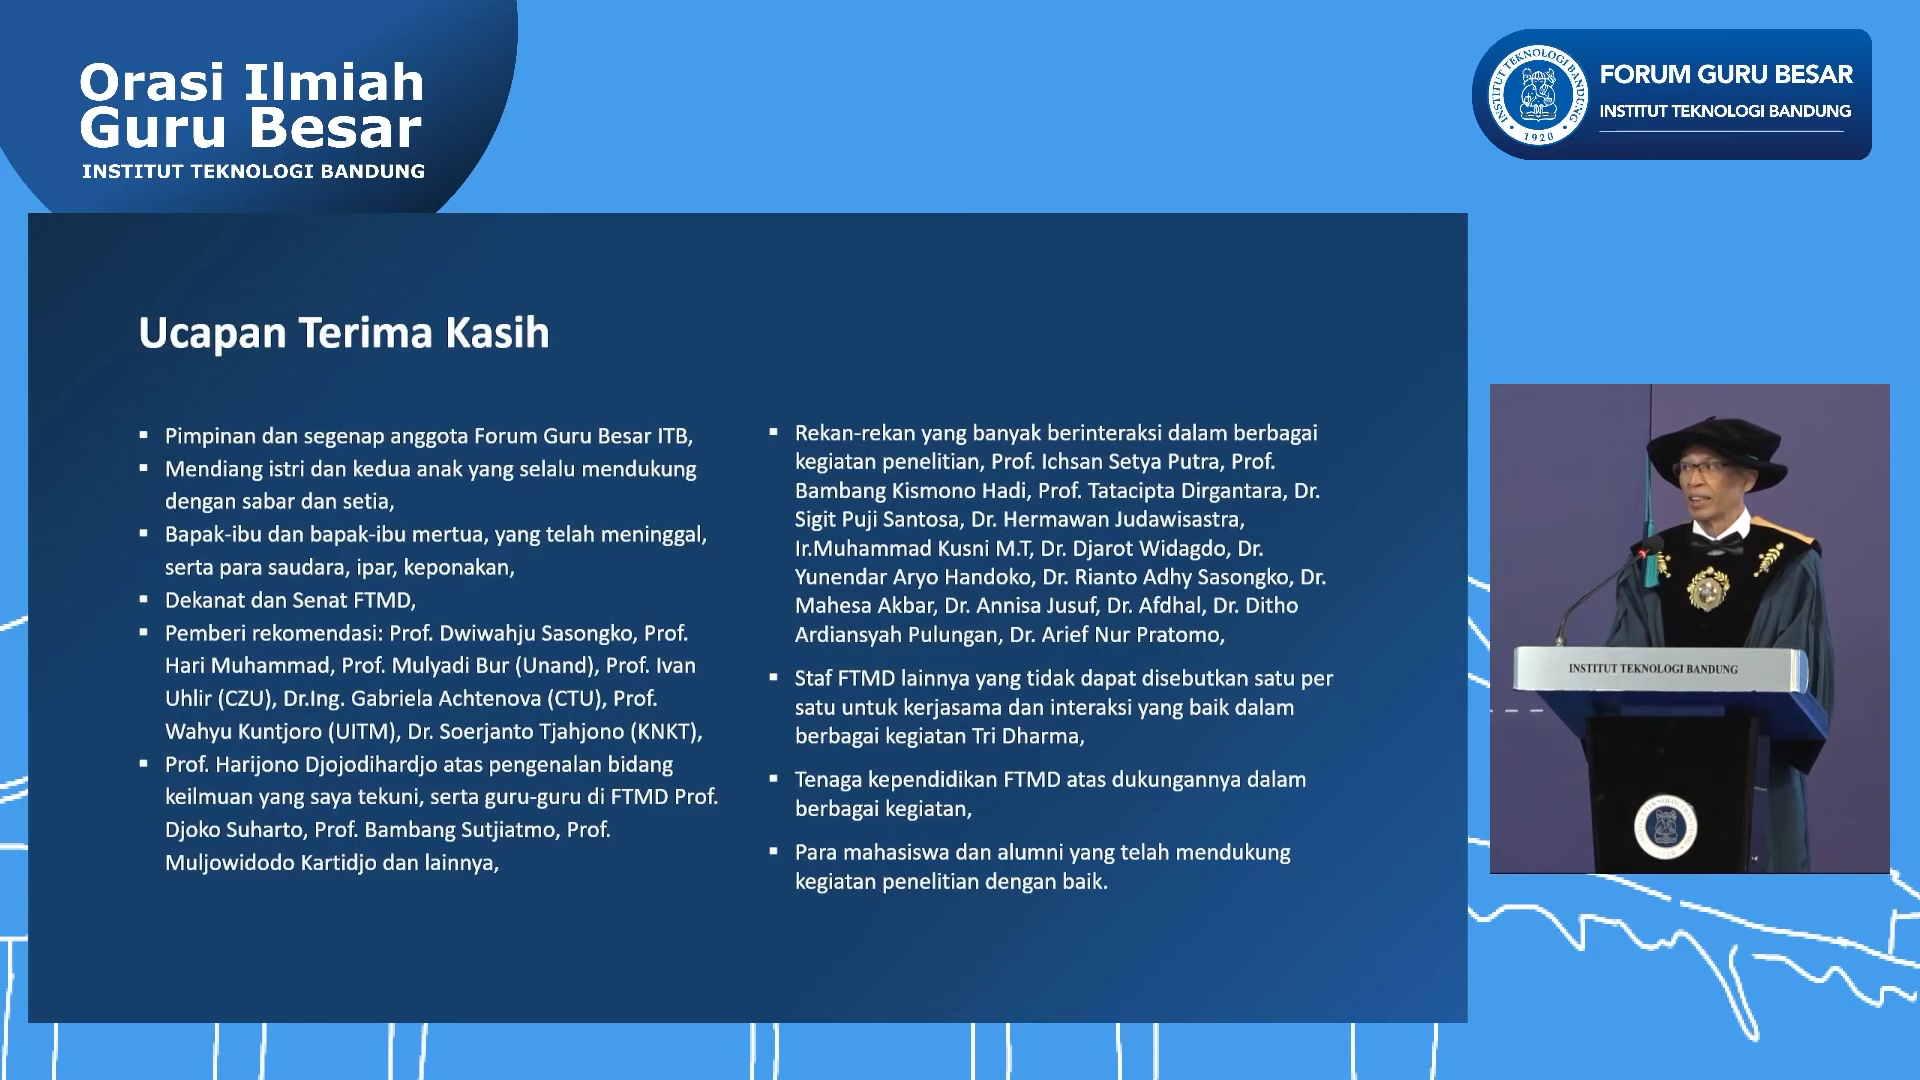 Orasi Ilmiah
Guru Besar
INSTITUT TEKNOLOGI BANDUNG
INSTITUT TEKNOLOGI BANDUNG
1920
FORUM GURU BESAR
INSTITUT TEKNOLOGI BANDUNG
Ucapan Terima Kasih
▪ Pimpinan dan segenap anggota Forum Guru Besar ITB,
▪ Mendiang istri dan kedua anak yang selalu mendukung
dengan sabar dan setia,
▪ Bapak-ibu dan bapak-ibu mertua, yang telah meninggal,
serta para saudara, ipar, keponakan,
▪ Dekanat dan Senat FTMD,
▪ Pemberi rekomendasi: Prof. Dwiwahju Sasongko, Prof.
Hari Muhammad, Prof. Mulyadi Bur (Unand), Prof. Ivan
Uhlir (CZU), Dr.Ing. Gabriela Achtenova (CTU), Prof.
Wahyu Kuntjoro (UITM), Dr. Soerjanto Tjahjono (KNKT),
▪ Prof. Harijono Djojodihardjo atas pengenalan bidang
keilmuan yang saya tekuni, serta guru-guru di FTMD Prof.
Djoko Suharto, Prof. Bambang Sutjiatmo, Prof.
Muljowidodo Kartidjo dan lainnya,
▪ Rekan-rekan yang banyak berinteraksi dalam berbagai
kegiatan penelitian, Prof. Ichsan Setya Putra, Prof.
Bambang Kismono Hadi, Prof. Tatacipta Dirgantara, Dr.
Sigit Puji Santosa, Dr. Hermawan Judawisastra,
Ir.Muhammad Kusni M.T, Dr. Djarot Widagdo, Dr.
Yunendar Aryo Handoko, Dr. Rianto Adhy Sasongko, Dr.
Mahesa Akbar, Dr. Annisa Jusuf, Dr. Afdhal, Dr. Ditho
Ardiansyah Pulungan, Dr. Arief Nur Pratomo,
▪ Staf FTMD lainnya yang tidak dapat disebutkan satu per
satu untuk kerjasama dan interaksi yang baik dalam
berbagai kegiatan Tri Dharma,
▪ Tenaga kependidikan FTMD atas dukungannya dalam
berbagai kegiatan,
▪ Para mahasiswa dan alumni yang telah mendukung
kegiatan penelitian dengan baik.
INSTITUT TEKNOLOGI BANDUNG